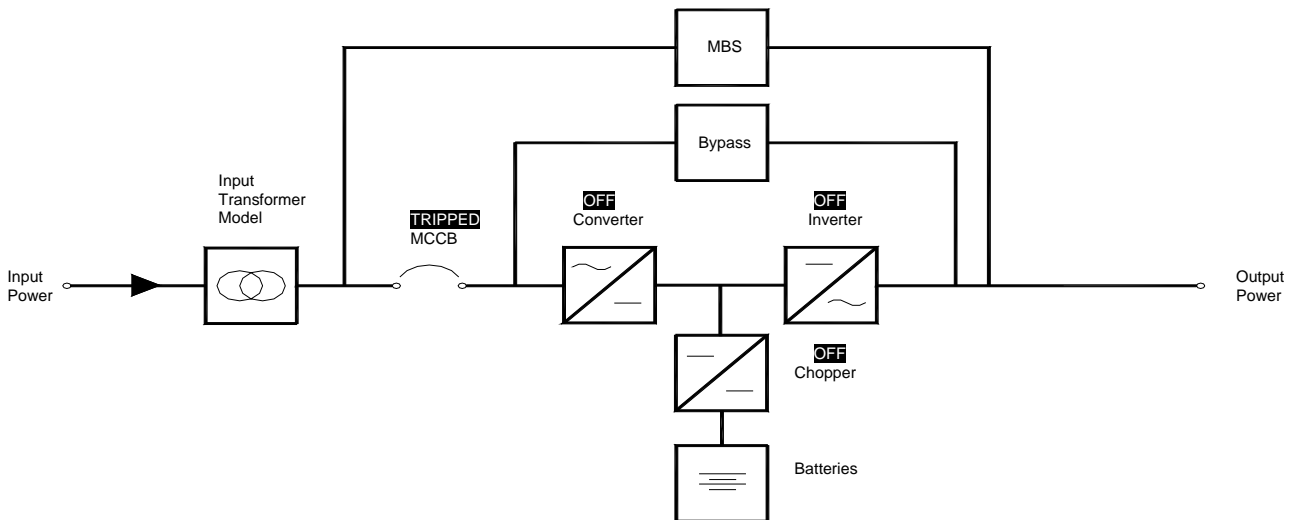 MBS
Bypass
Input
Transformer
Model
OFF
Converter
OFF
Inverter
TRIPPED
MCCB
Input
Power
Output
Power
OFF
Chopper
Batteries